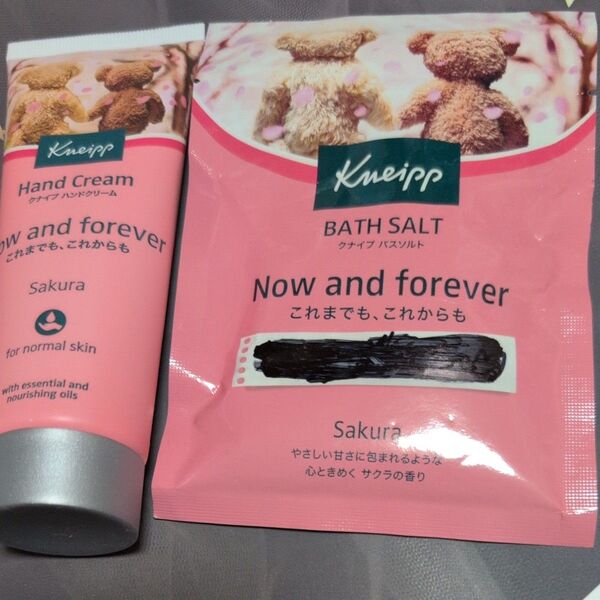 Kneipp
Hand Cream
クナイプ ハンドクリーム
ow and forever
これまでも、これからも
Sakura
for normal skin
with essential and
nourishing oils
Kneipp
BATH SALT
クナイプ バスソルト
Now and forever
これまでも、これからも
Sakura
やさしい甘さに包まれるような
心ときめく サクラの香り